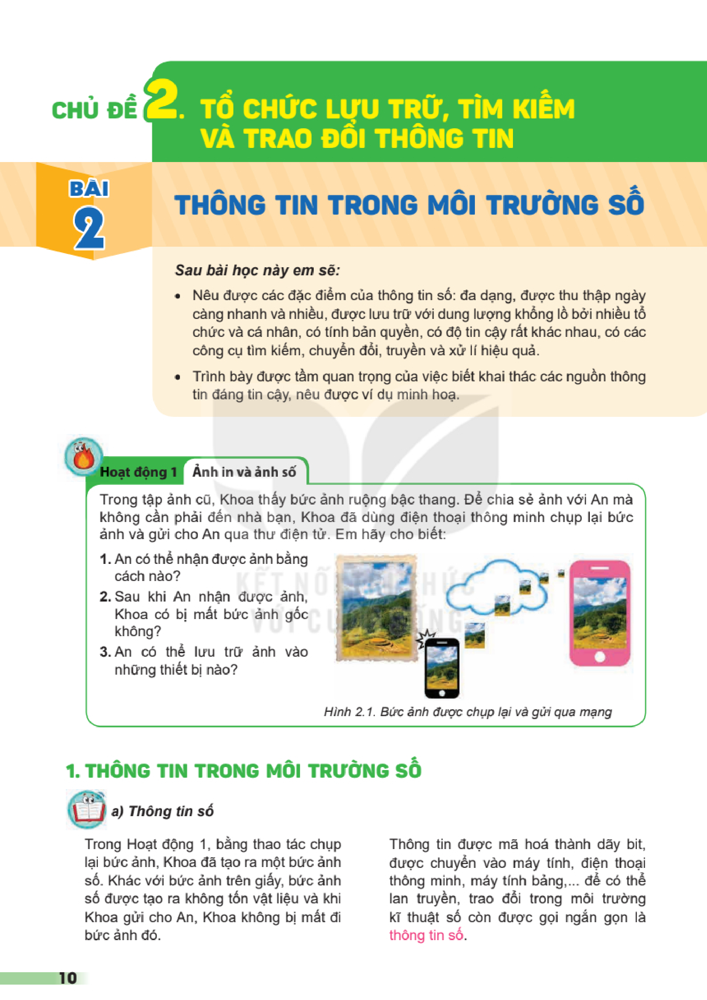 CHỦ ĐỀ 2. TỔ CHỨC LƯU TRỮ, TÌM KIẾM
VÀ TRAO ĐỔI THÔNG TIN
BÀI
2
THÔNG TIN TRONG MÔI TRƯỜNG SỐ
Sau bài học này em sẽ:
• Nêu được các đặc điểm của thông tin số: đa dạng, được thu thập ngày
càng nhanh và nhiều, được lưu trữ với dung lượng khổng lồ bởi nhiều tổ
chức và cá nhân, có tính bản quyền, có độ tin cậy rất khác nhau, có các
công cụ tìm kiếm, chuyển đổi, truyền và xử lí hiệu quả.
• Trình bày được tầm quan trọng của việc biết khai thác các nguồn thông
tin đáng tin cậy, nêu được ví dụ minh hoạ.
Hoạt động 1 Ảnh in và ảnh số
Trong tập ảnh cũ, Khoa thấy bức ảnh ruộng bậc thang. Để chia sẻ ảnh với An mà
không cần phải đến nhà bạn, Khoa đã dùng điện thoại thông minh chụp lại bức
ảnh và gửi cho An qua thư điện tử. Em hãy cho biết:
1. An có thể nhận được ảnh bằng
cách nào?
2. Sau khi An nhận được ảnh,
Khoa có bị mất bức ảnh gốc
không?
3. An có thể lưu trữ ảnh vào
những thiết bị nào?
KẾT NỐI TRI THỨC
VỚI CUỘC SỐNG
Hình 2.1. Bức ảnh được chụp lại và gửi qua mạng
1. THÔNG TIN TRONG MÔI TRƯỜNG SỐ
a) Thông tin số
Trong Hoạt động 1, bằng thao tác chụp
lại bức ảnh, Khoa đã tạo ra một bức ảnh
số. Khác với bức ảnh trên giấy, bức ảnh
số được tạo ra không tốn vật liệu và khi
Khoa gửi cho An, Khoa không bị mất đi
bức ảnh đó.
Thông tin được mã hoá thành dãy bit,
được chuyển vào máy tính, điện thoại
thông minh, máy tính bảng,... để có thể
lan truyền, trao đổi trong môi trường
kĩ thuật số còn được gọi ngắn gọn là
thông tin số.
10